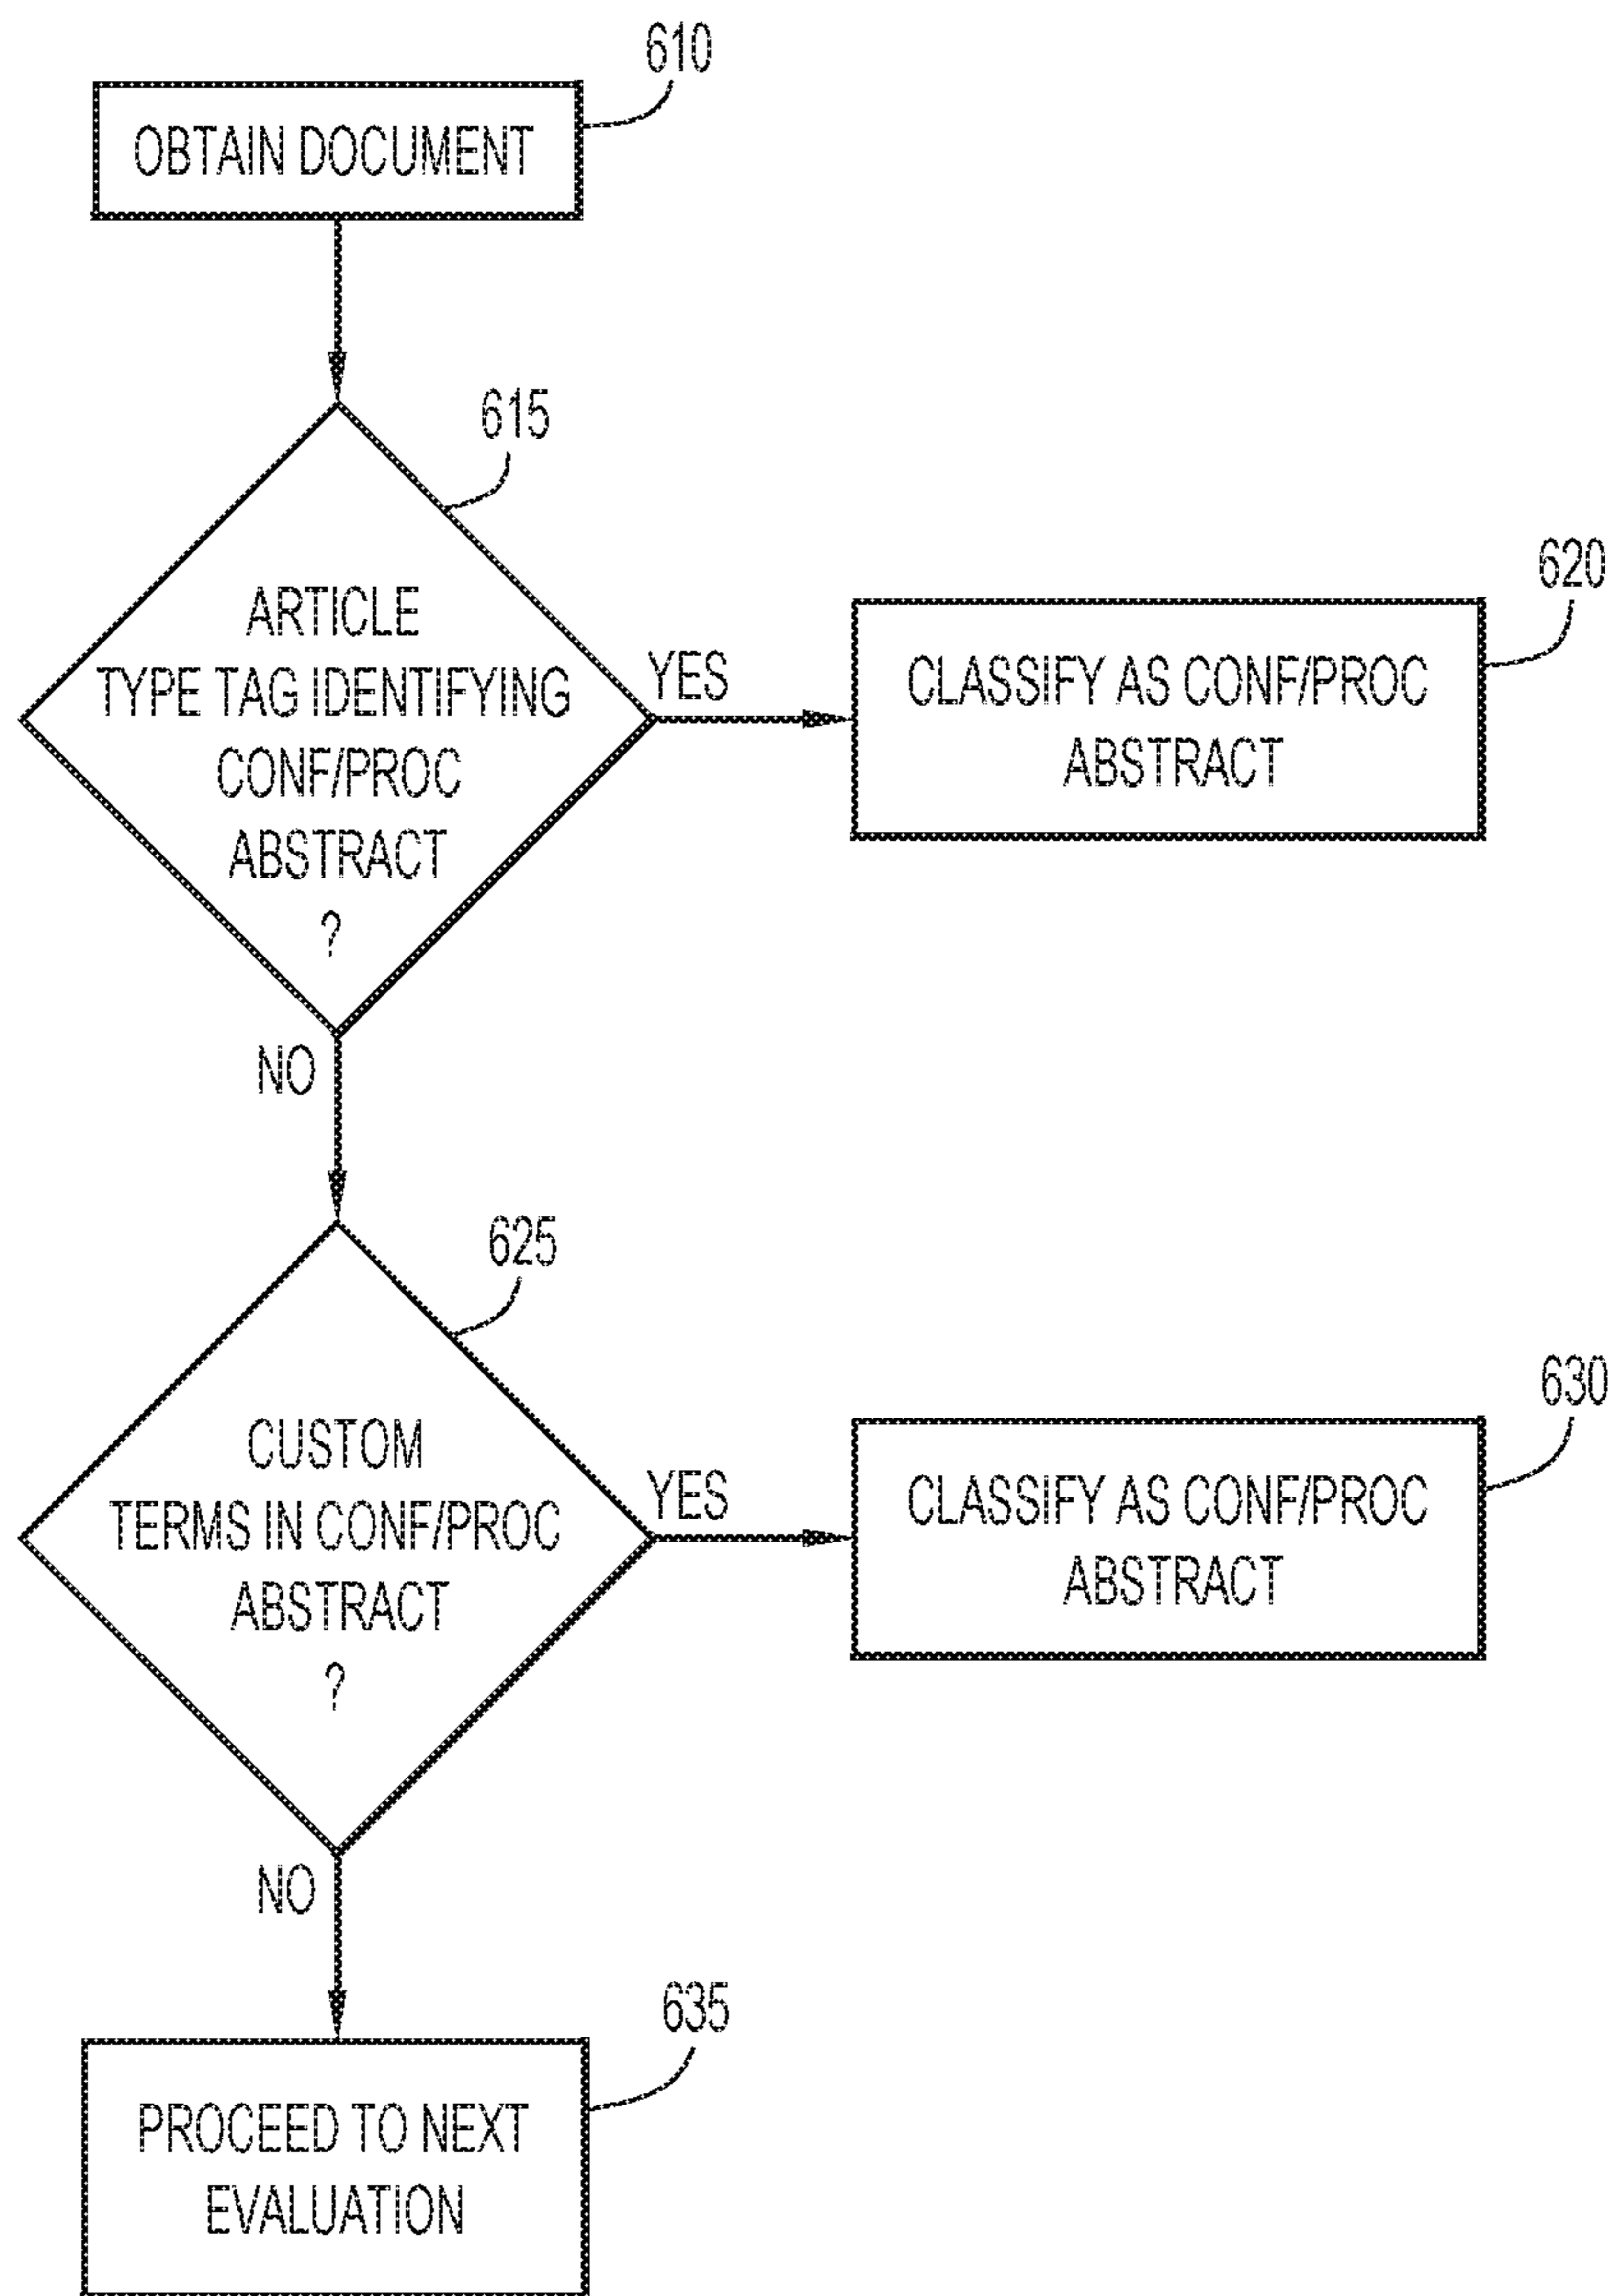 610
OBTAIN DOCUMENT
615
ARTICLE
TYPE TAG IDENTIFYING
CONF/PROC
ABSTRACT
?
YES
620
CLASSIFY AS CONF/PROC
ABSTRACT
NO
625
CUSTOM
TERMS IN CONF/PROC
ABSTRACT
?
YES
630
CLASSIFY AS CONF/PROC
ABSTRACT
NO
635
PROCEED TO NEXT
EVALUATION